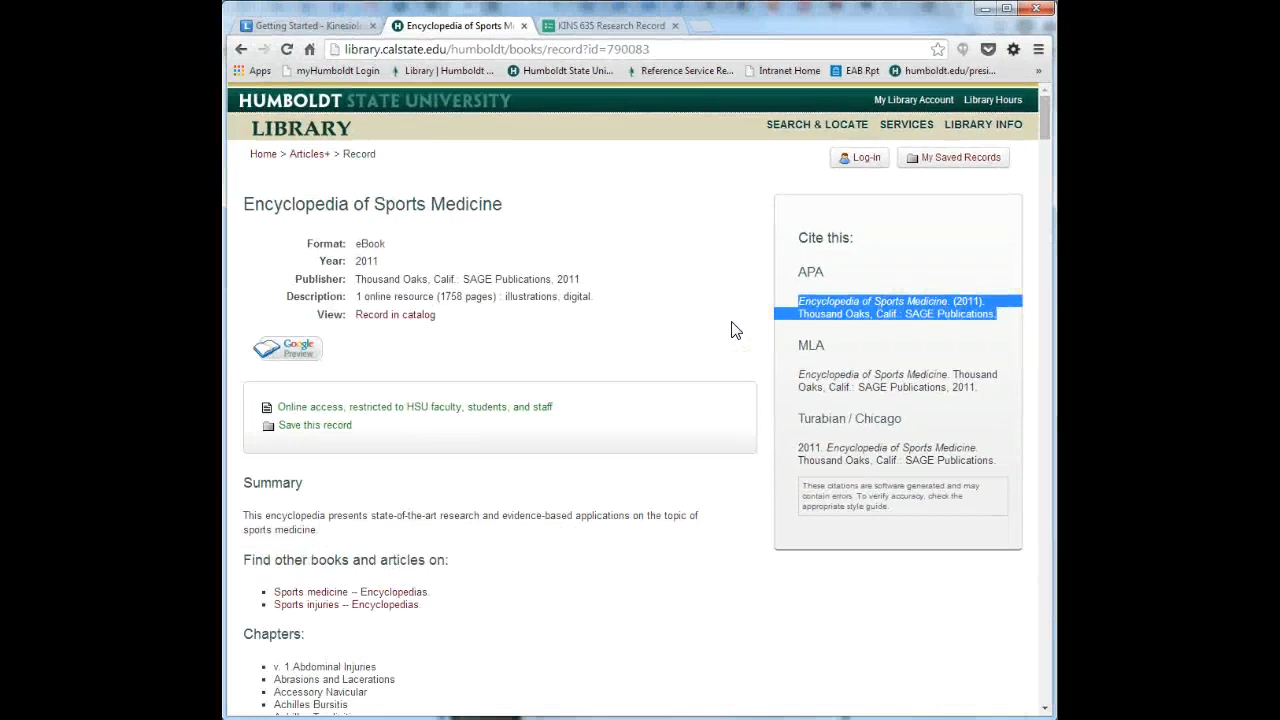 Getting Started - Kinesiolo
Encyclopedia of Sports M
KINS 635 Research Record
library.calstate.edu/humboldt/books/record?id=790083
Apps
myHumboldt Login
Library | Humboldt ...
Humboldt State Uni...
Reference Service Re...
Intranet Home
EAB Rpt
humboldt.edu/presi...
»
HUMBOLDT STATE UNIVERSITY
My Library Account
Library Hours
LIBRARY
SEARCH & LOCATE
SERVICES
LIBRARY INFO
Home > Articles+ > Record
Log-in
My Saved Records
Encyclopedia of Sports Medicine
Format: eBook
Year: 2011
Publisher: Thousand Oaks, Calif.: SAGE Publications, 2011
Description: 1 online resource (1758 pages) : illustrations, digital.
View: Record in catalog
Google
Preview
Online access, restricted to HSU faculty, students, and staff
Save this record
Summary
This encyclopedia presents state-of-the-art research and evidence-based applications on the topic of
sports medicine.
Find other books and articles on:
Sports medicine -- Encyclopedias.
Sports injuries -- Encyclopedias.
Chapters:
v. 1 Abdominal Injuries
Abrasions and Lacerations
Accessory Navicular
Achilles Bursitis
Cite this:
APA
Encyclopedia of Sports Medicine. (2011).
Thousand Oaks, Calif.: SAGE Publications.
MLA
Encyclopedia of Sports Medicine. Thousand
Oaks, Calif.: SAGE Publications, 2011.
Turabian / Chicago
2011. Encyclopedia of Sports Medicine.
Thousand Oaks, Calif.: SAGE Publications.
These citations are software generated and may
contain errors. To verify accuracy, check the
appropriate style guide.